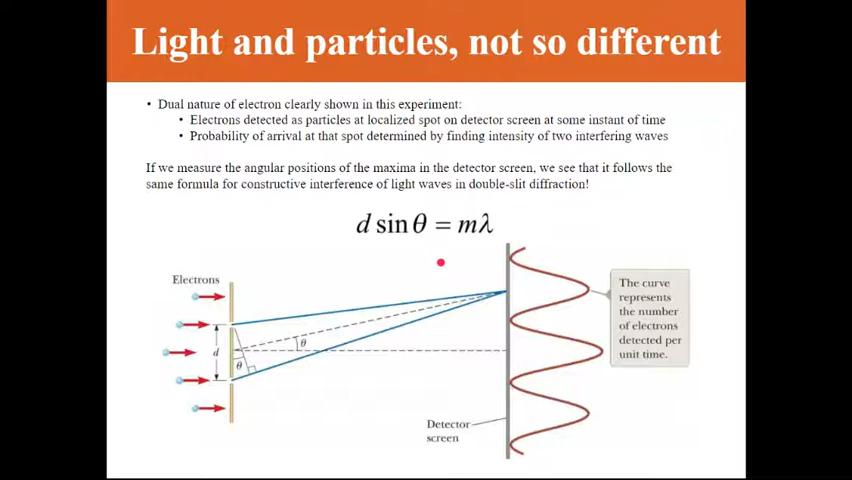 Light and particles, not so different
• Dual nature of electron clearly shown in this experiment:
• Electrons detected as particles at localized spot on detector screen at some instant of time
• Probability of arrival at that spot determined by finding intensity of two interfering waves
If we measure the angular positions of the maxima in the detector screen, we see that it follows the
same formula for constructive interference of light waves in double-slit diffraction!
d sin θ = mλ
Electrons
d
θ
θ
The curve
represents
the number
of electrons
detected per
unit time.
Detector
screen